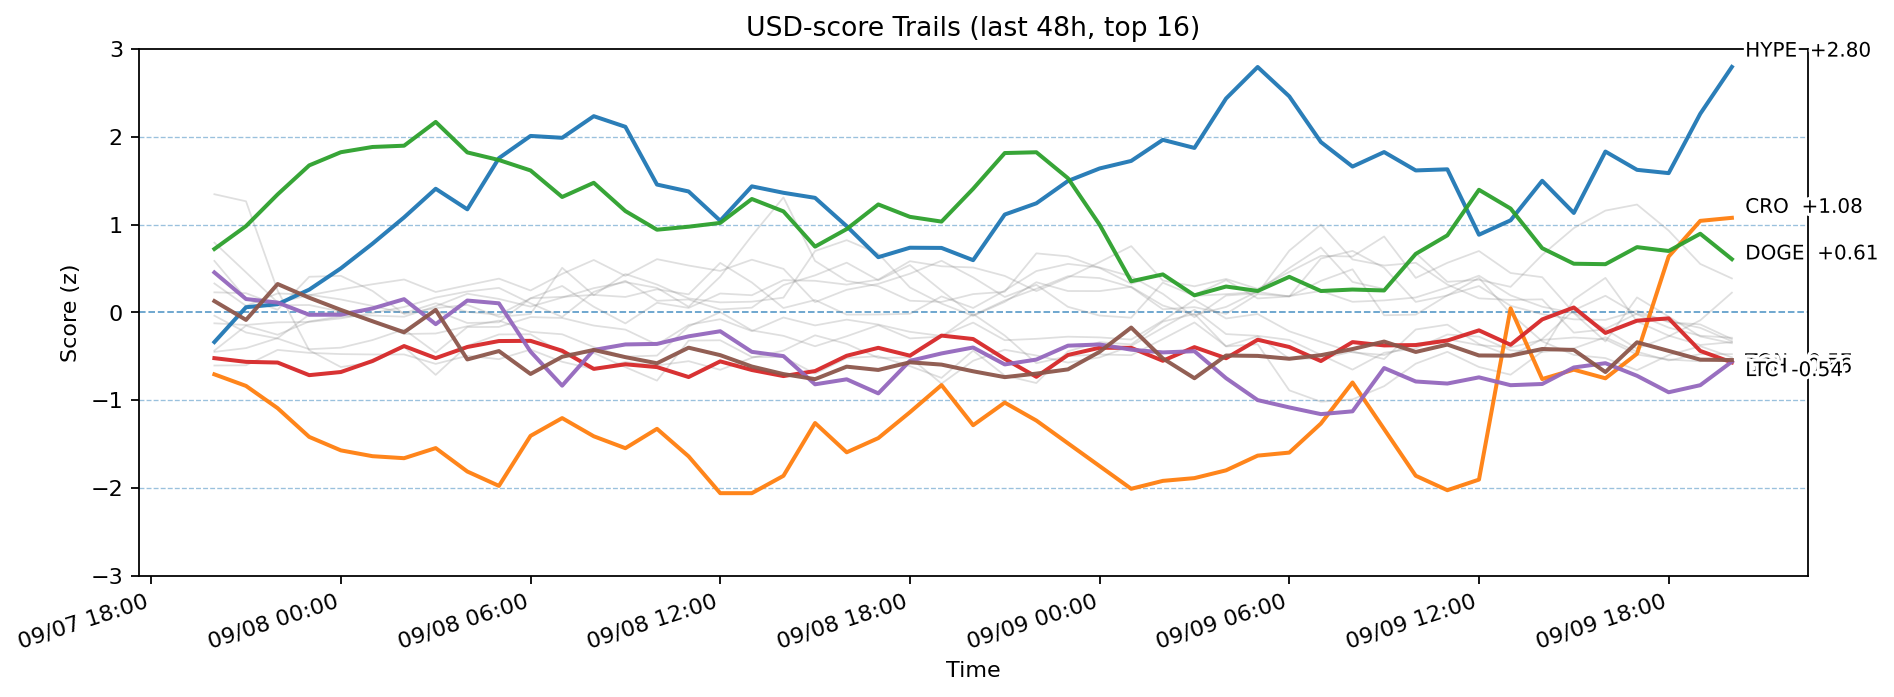 USD-score Trails (last 48h, top 16)
Score (z)
3
2
1
0
−1
−2
−3
HYPE +2.80
CRO +1.08
DOGE +0.61
LTC -0.54
09/07 18:00
09/08 00:00
09/08 06:00
09/08 12:00
09/08 18:00
09/09 00:00
09/09 06:00
09/09 12:00
09/09 18:00
Time